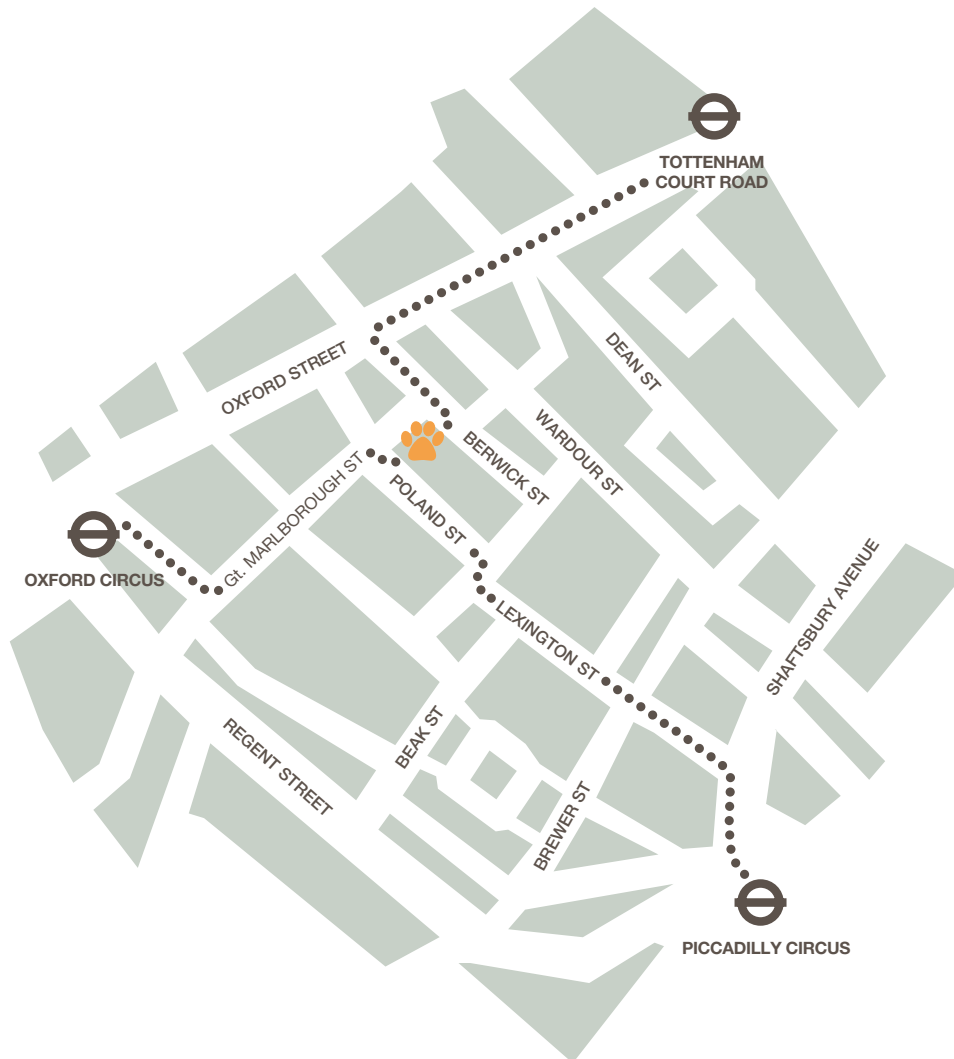 TOTTENHAM
COURT ROAD
OXFORD STREET
DEAN ST
WARDOUR ST
BERWICK ST
Gt. MARLBOROUGH ST
POLAND ST
OXFORD CIRCUS
LEXINGTON ST
SHAFTSBURY AVENUE
BEAK ST
REGENT STREET
BREWER ST
PICCADILLY CIRCUS